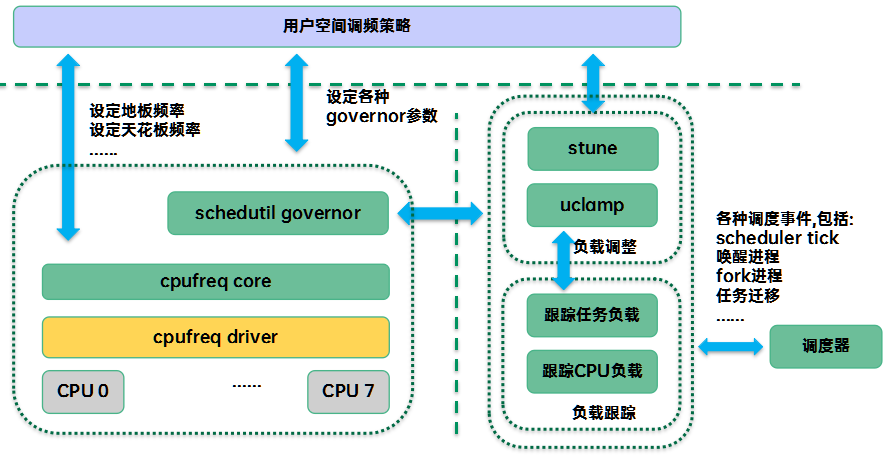 用户空间调频策略
设定地板频率
设定天花板频率
......
设定各种
governor参数
schedutil governor
cpufreq core
cpufreq driver
CPU 0
......
CPU 7
stune
uclamp
负载调整
跟踪任务负载
跟踪CPU负载
负载跟踪
各种调度事件,包括:
scheduler tick
唤醒进程
fork进程
任务迁移
......
调度器